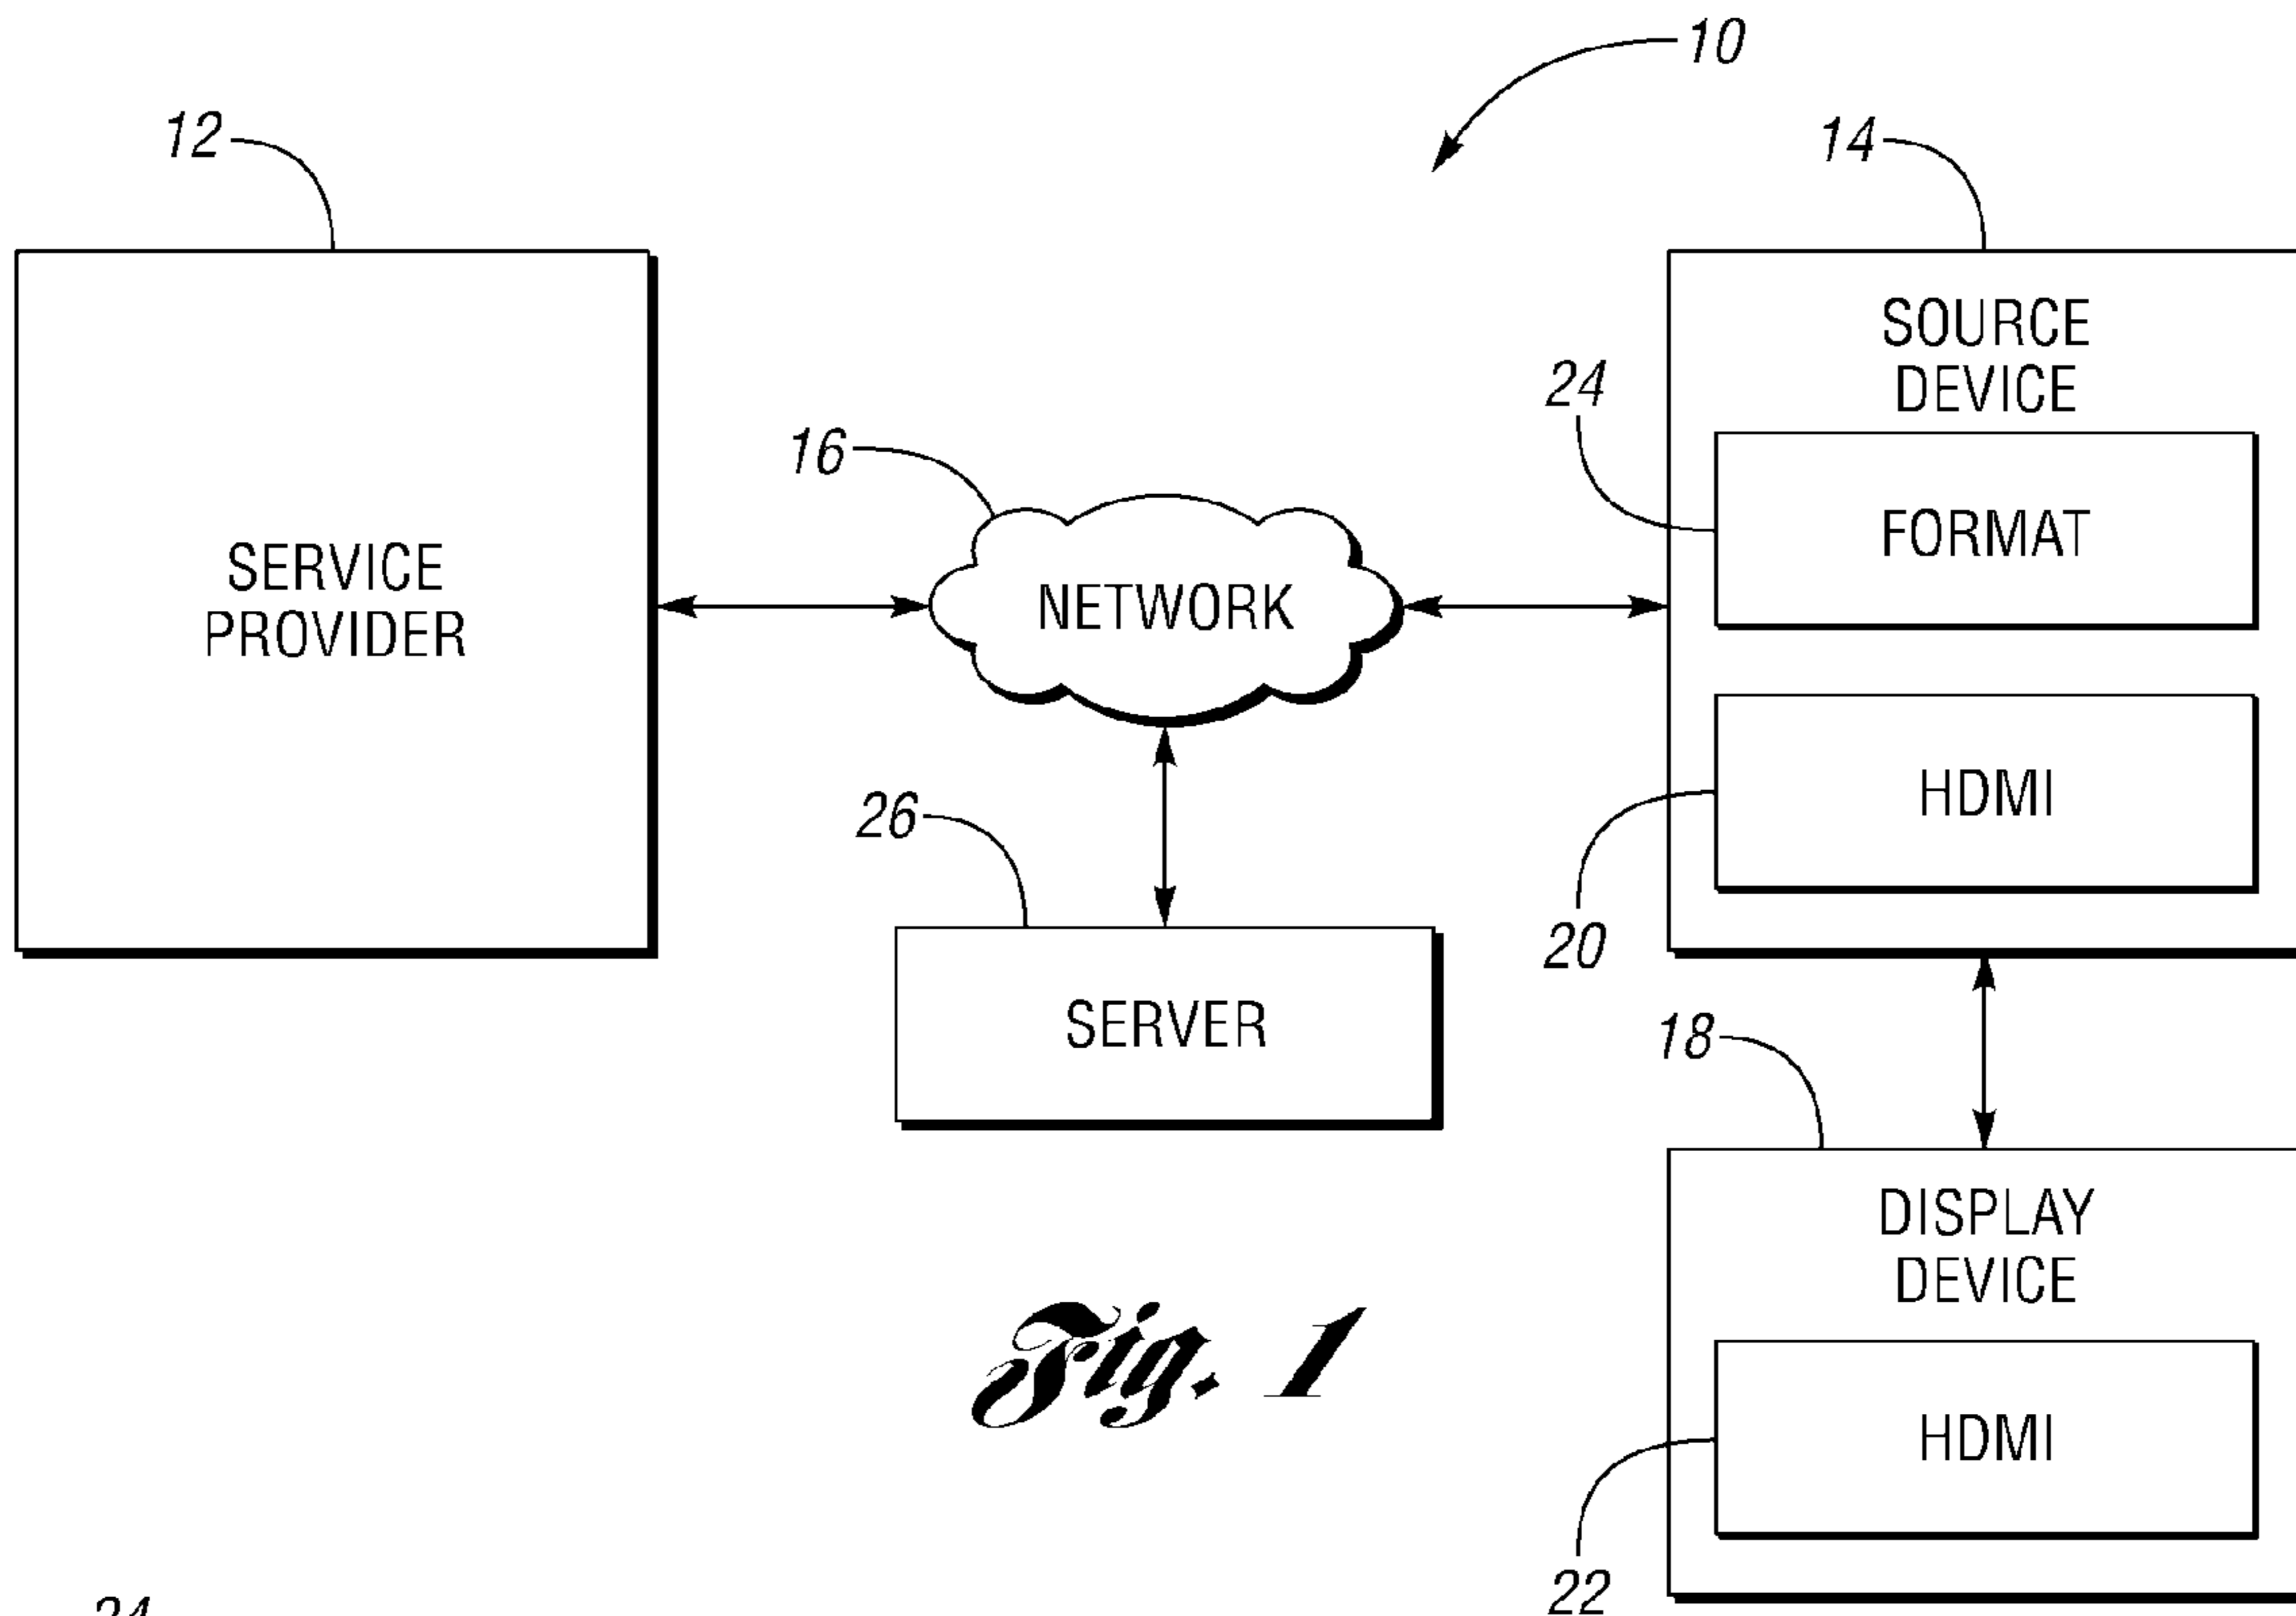 10
12
14
SOURCE
DEVICE
24
FORMAT
16
SERVICE
PROVIDER
NETWORK
HDMI
26
20
SERVER
18
DISPLAY
DEVICE
HDMI
Fig. 1
22
24